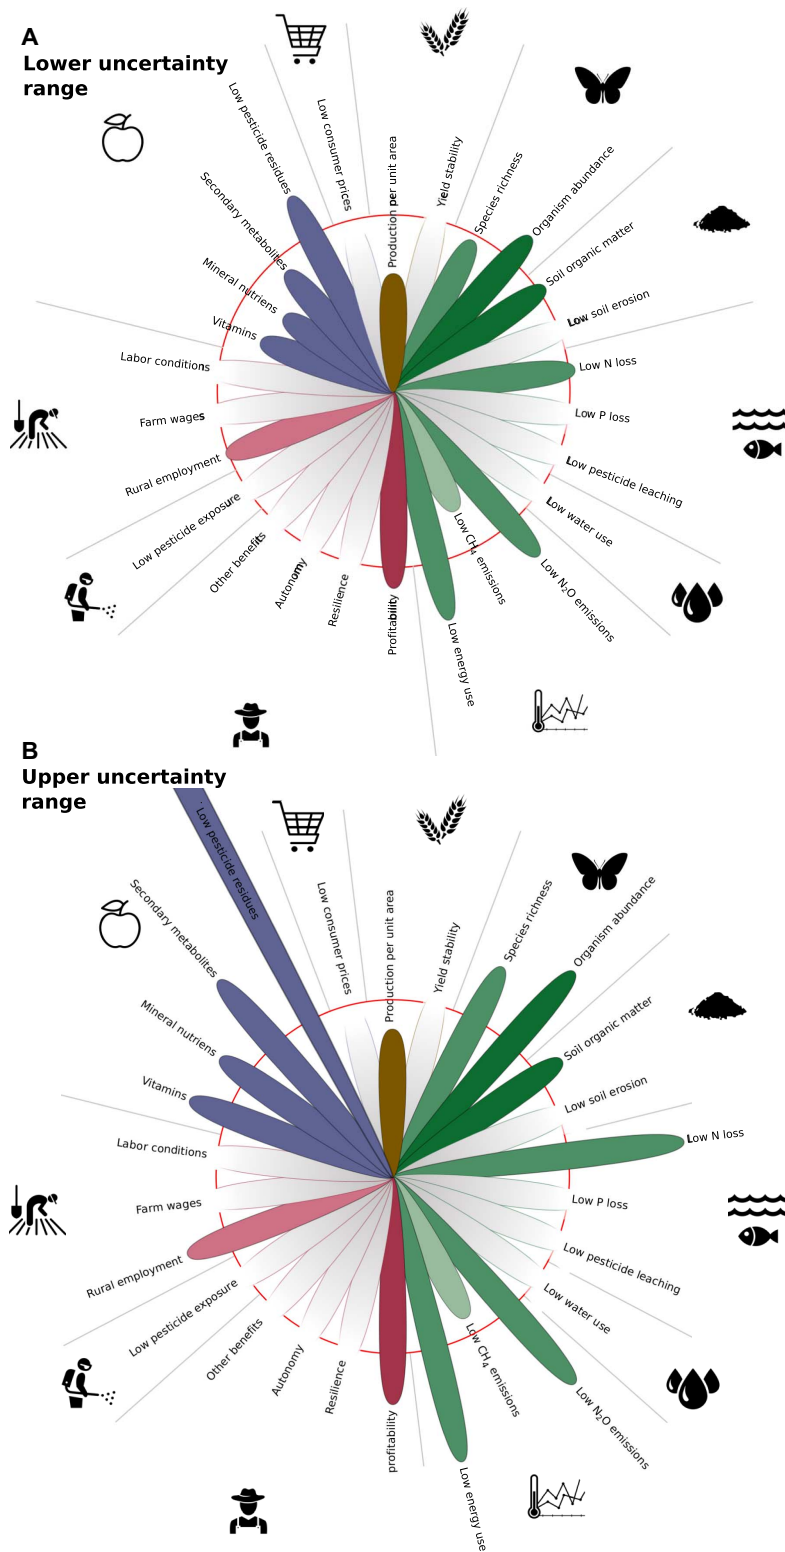 A
Lower uncertainty
range
Low pesticide residues
Low consumer prices
Production per unit area
Yield stability
Species richness
Organism abundance
Secondary metabolites
Soil organic matter
Mineral nutriens
Low soil erosion
Vitamins
Labor conditions
Low N loss
Farm wages
Low P loss
Rural employment
Low pesticide leaching
Low pesticide exposure
Low water use
Other benefits
Autonomy
Resilience
Profitability
Low energy use
Low CH4 emissions
Low N2O emissions
B
Upper uncertainty
range
Low pesticide residues
Low consumer prices
Production per unit area
Yield stability
Species richness
Organism abundance
Secondary metabolites
Soil organic matter
Mineral nutriens
Low soil erosion
Vitamins
Labor conditions
Low N loss
Farm wages
Low P loss
Rural employment
Low pesticide leaching
Low pesticide exposure
Low water use
Other benefits
Autonomy
Resilience
profitability
Low energy use
Low CH4 emissions
Low N2O emissions